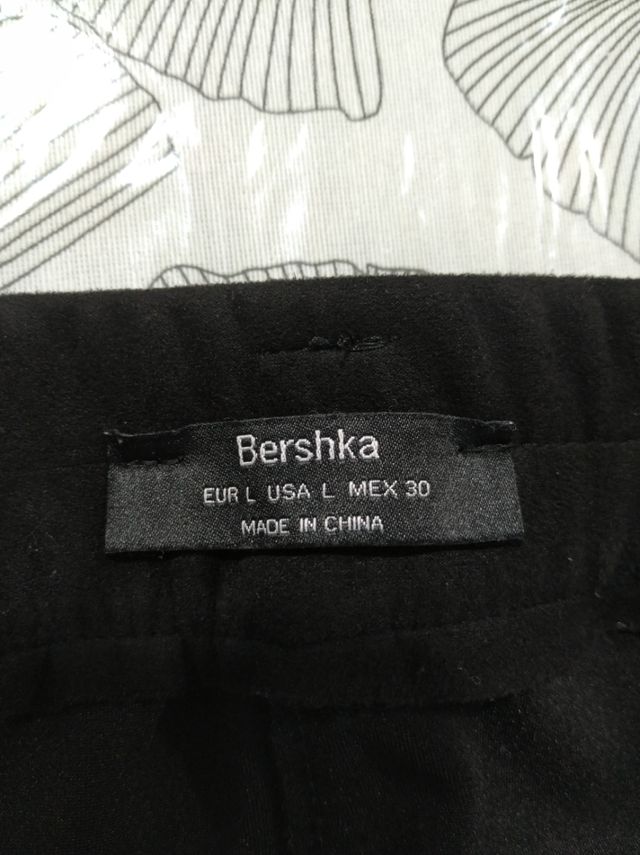 Bershka
EUR L USA L MEX 30
MADE IN CHINA